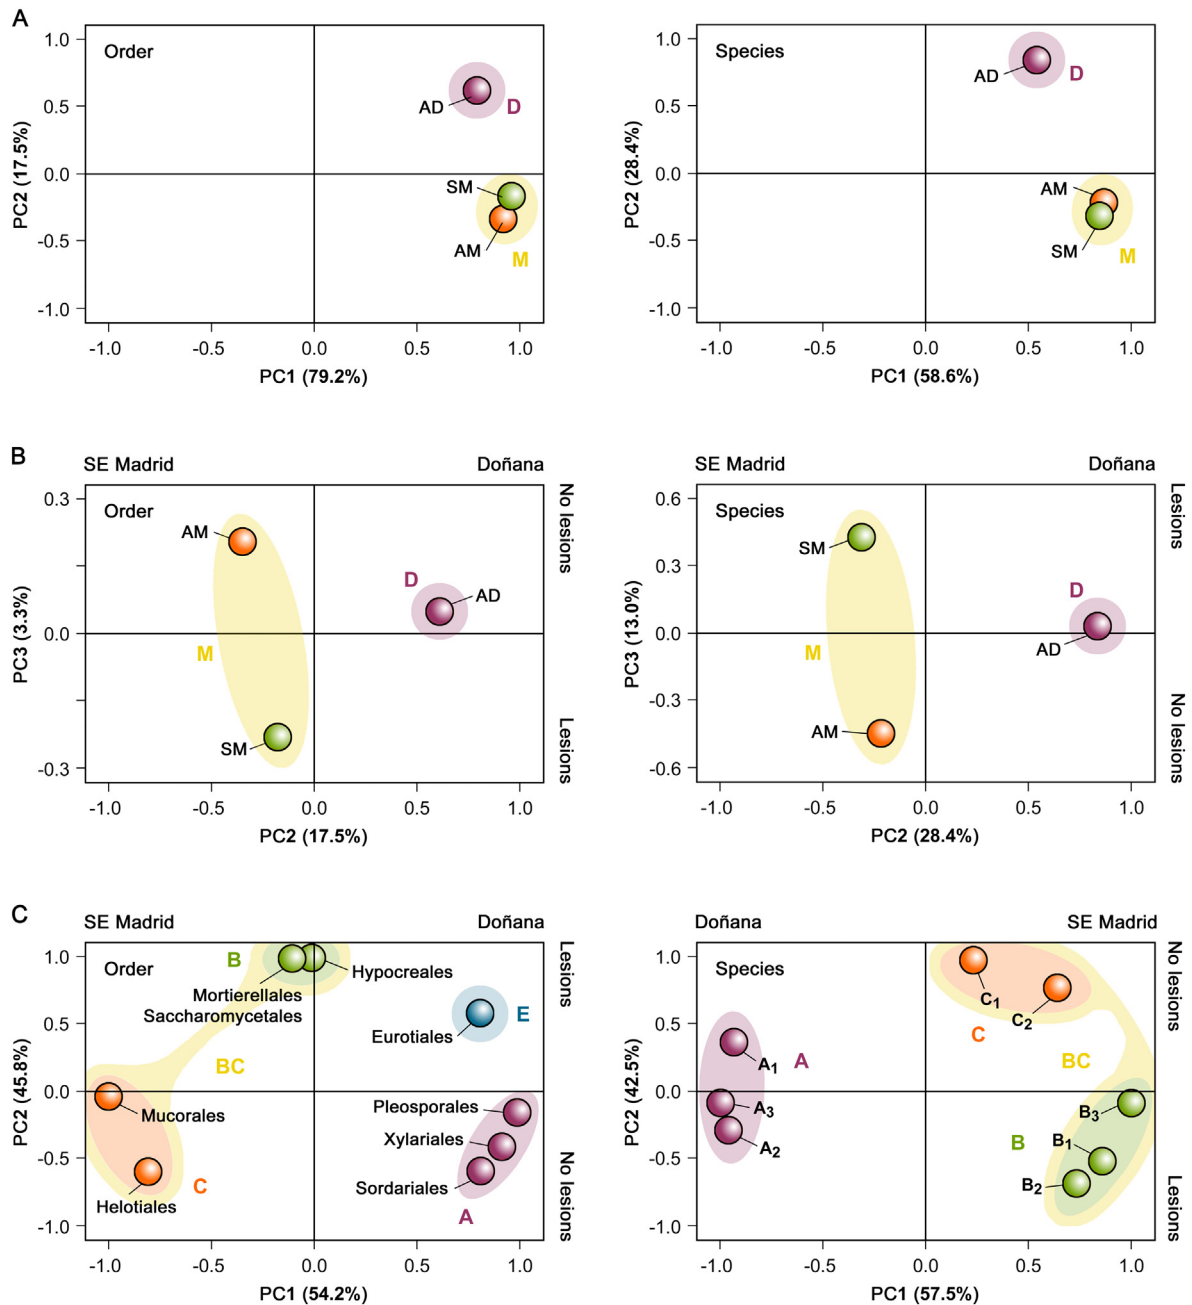 A
Order
1.0
0.5
0.0
-0.5
-1.0
PC2 (17.5%)
AD
D
SM
AM
M
-1.0
-0.5
0.0
0.5
1.0
PC1 (79.2%)
Species
1.0
0.5
0.0
-0.5
-1.0
PC2 (28.4%)
AD
D
AM
SM
M
-1.0
-0.5
0.0
0.5
1.0
PC1 (58.6%)
B
SE Madrid
Doñana
Order
0.3
0.0
-0.3
PC3 (3.3%)
AM
D
AD
M
SM
No lesions
Lesions
-1.0
-0.5
0.0
0.5
1.0
PC2 (17.5%)
SE Madrid
Doñana
Species
0.6
0.3
0.0
-0.3
-0.6
PC3 (13.0%)
SM
D
AD
M
AM
Lesions
No lesions
-1.0
-0.5
0.0
0.5
1.0
PC2 (28.4%)
C
SE Madrid
Doñana
Order
1.0
0.5
0.0
-0.5
-1.0
PC2 (45.8%)
B
Hypocreales
Mortierellales
Saccharomycetales
Eurotiales
E
BC
Mucorales
Pleosporales
Xylariales
Sordariales
Helotiales
C
A
Lesions
No lesions
-1.0
-0.5
0.0
0.5
1.0
PC1 (54.2%)
Doñana
SE Madrid
Species
1.0
0.5
0.0
-0.5
-1.0
PC2 (42.5%)
C1
C2
C
A1
A
BC
A3
A2
B3
B1
B
B2
No lesions
Lesions
-1.0
-0.5
0.0
0.5
1.0
PC1 (57.5%)